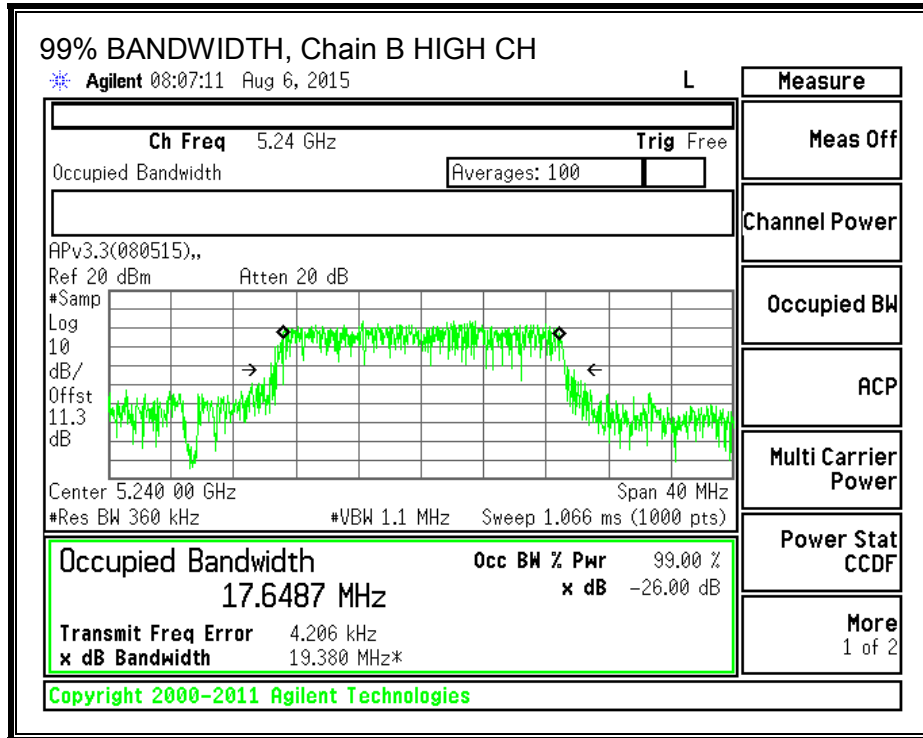 99% BANDWIDTH, Chain B HIGH CH
Agilent 08:07:11 Aug 6, 2015 L Measure
Ch Freq 5.24 GHz Trig Free
Meas Off
Occupied Bandwidth Averages: 100
Channel Power
APv3.3(080515),,
Ref 20 dBm Atten 20 dB
#Samp
Log
10
dB/
Offst
11.3
dB
Occupied BW
ACP
Multi Carrier
Power
Center 5.240 00 GHz Span 40 MHz
#Res BW 360 kHz #VBW 1.1 MHz Sweep 1.066 ms (1000 pts)
Occupied Bandwidth Occ BW % Pwr 99.00 %
17.6487 MHz x dB -26.00 dB
Transmit Freq Error 4.206 kHz
x dB Bandwidth 19.380 MHz*
Power Stat
CCDF
More
1 of 2
Copyright 2000-2011 Agilent Technologies